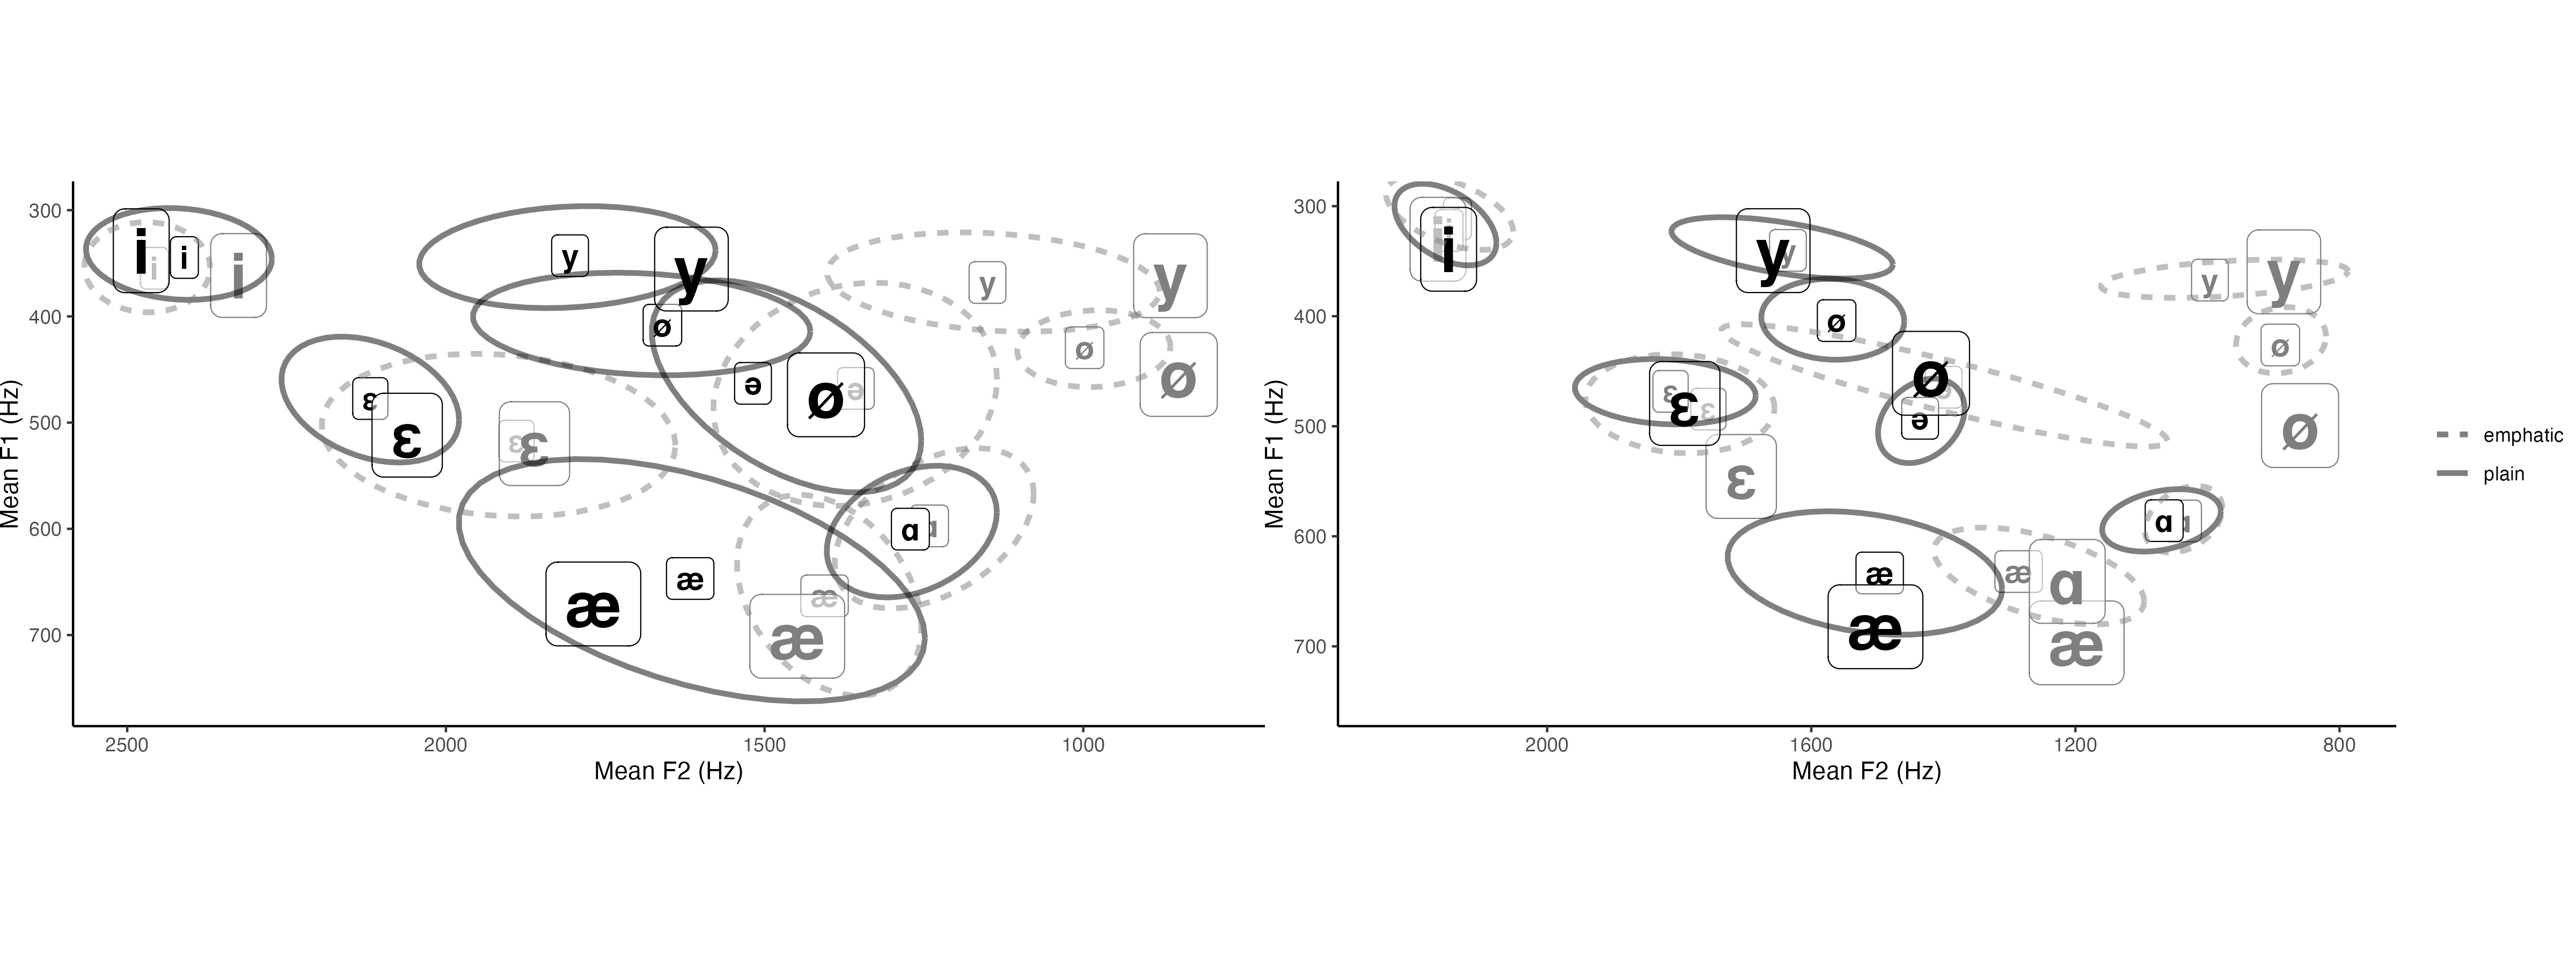 Mean F1 (Hz)
300
400
500
600
700
i
i
i
i
y
y
y
y
ø
ø
ø
ø
ə
ə
ɛ
ɛ
ɛ
ɛ
ɑ
ɑ
æ
æ
æ
æ
2500
2000
1500
1000
Mean F2 (Hz)
Mean F1 (Hz)
300
400
500
600
700
i
y
y
y
y
ø
ø
ø
ø
ə
ɛ
ɛ
ɛ
ɛ
ɑ
ɑ
ɑ
æ
æ
æ
æ
2000
1600
1200
800
Mean F2 (Hz)
emphatic
plain